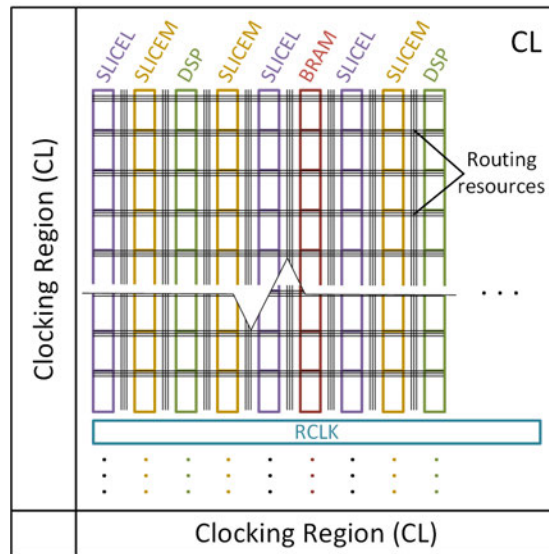 CL
SLICEL
SLICEM
DSP
SLICEM
SLICEL
BRAM
SLICEL
SLICEM
DSP
Routing
resources
Clocking Region (CL)
. . .
RCLK
Clocking Region (CL)